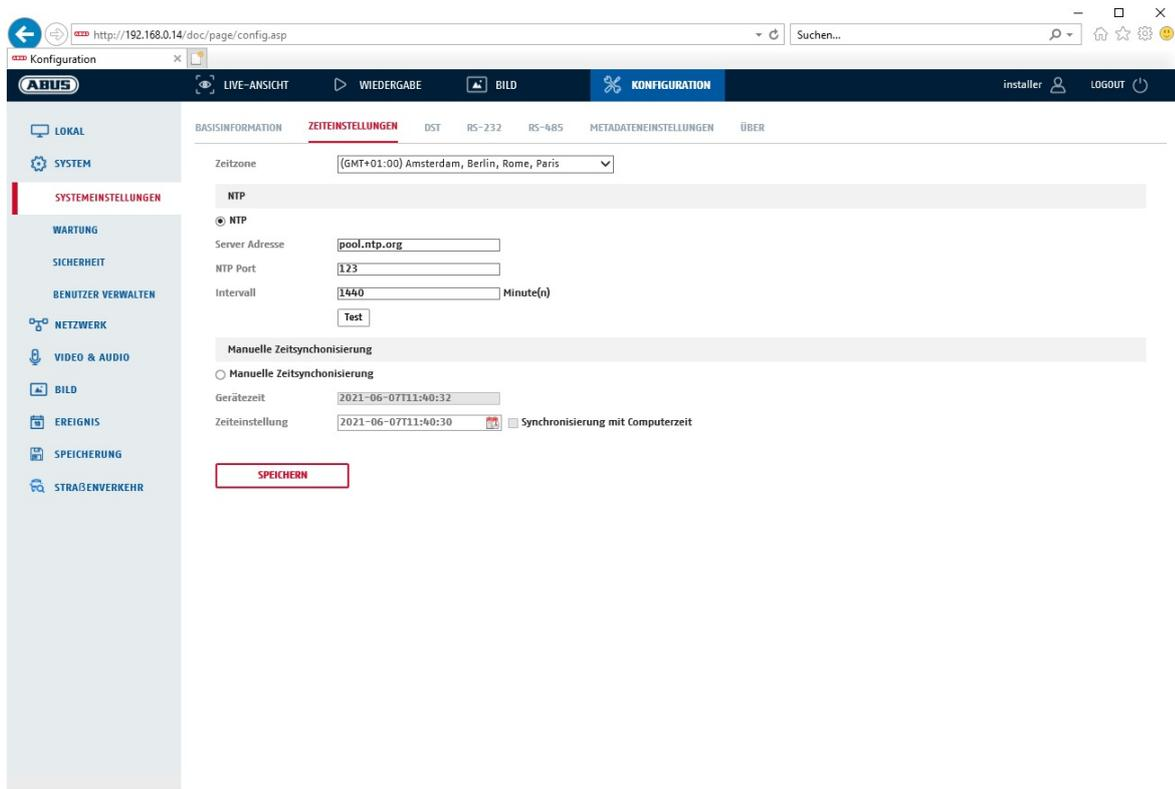 http://192.168.0.14/doc/page/config.asp
Suchen...
Konfiguration
ABUS
LIVE-ANSICHT
WIEDERGABE
BILD
KONFIGURATION
installer
LOGOUT
LOKAL
SYSTEM
SYSTEMEINSTELLUNGEN
WARTUNG
SICHERHEIT
BENUTZER VERWALTEN
NETZWERK
VIDEO & AUDIO
BILD
EREIGNIS
SPEICHERUNG
STRAßENVERKEHR
BASISINFORMATION
ZEITEINSTELLUNGEN
DST
RS-232
RS-485
METADATENEINSTELLUNGEN
ÜBER
Zeitzone
(GMT+01:00) Amsterdam, Berlin, Rome, Paris
NTP
NTP
Server Adresse
pool.ntp.org
NTP Port
123
Intervall
1440
Minute(n)
Test
Manuelle Zeitsynchonisierung
Manuelle Zeitsynchonisierung
Gerätezeit
2021-06-07T11:40:32
Zeiteinstellung
2021-06-07T11:40:30
Synchronisierung mit Computerzeit
SPEICHERN